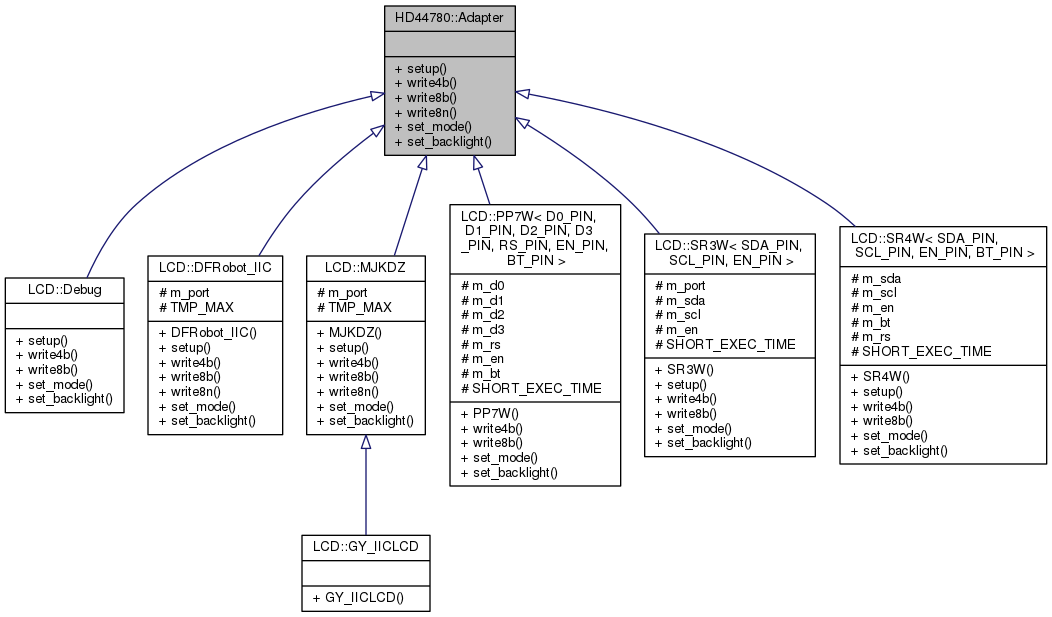 HD44780::Adapter
+ setup()
+ write4b()
+ write8b()
+ write8n()
+ set_mode()
+ set_backlight()
LCD::Debug
+ setup()
+ write4b()
+ write8b()
+ set_mode()
+ set_backlight()
LCD::DFRobot_IIC
# m_port
# TMP_MAX
+ DFRobot_IIC()
+ setup()
+ write4b()
+ write8b()
+ write8n()
+ set_mode()
+ set_backlight()
LCD::MJKDZ
# m_port
# TMP_MAX
+ MJKDZ()
+ setup()
+ write4b()
+ write8b()
+ write8n()
+ set_mode()
+ set_backlight()
LCD::PP7W< D0_PIN,
D1_PIN, D2_PIN, D3
_PIN, RS_PIN, EN_PIN,
BT_PIN >
# m_d0
# m_d1
# m_d2
# m_d3
# m_rs
# m_en
# m_bt
# SHORT_EXEC_TIME
+ PP7W()
+ write4b()
+ write8b()
+ set_mode()
+ set_backlight()
LCD::SR3W< SDA_PIN,
SCL_PIN, EN_PIN >
# m_port
# m_sda
# m_scl
# m_en
# SHORT_EXEC_TIME
+ SR3W()
+ setup()
+ write4b()
+ write8b()
+ set_mode()
+ set_backlight()
LCD::SR4W< SDA_PIN,
SCL_PIN, EN_PIN, BT_PIN >
# m_sda
# m_scl
# m_en
# m_bt
# m_rs
# SHORT_EXEC_TIME
+ SR4W()
+ setup()
+ write4b()
+ write8b()
+ set_mode()
+ set_backlight()
LCD::GY_IICLCD
+ GY_IICLCD()